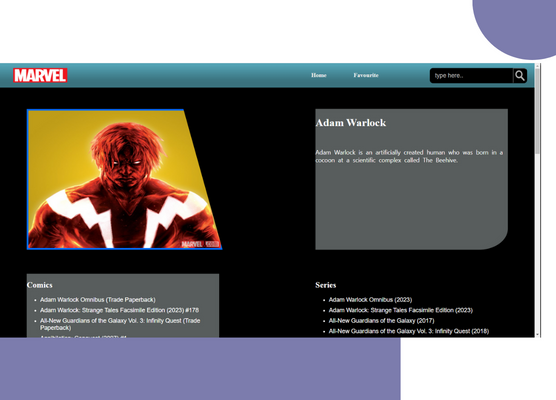 MARVEL
Home
Favourite
type here..
Adam Warlock
Adam Warlock is an artificially created human who was born in a
cocoon at a scientific complex called The Beehive.
MARVEL
Comics
Adam Warlock Omnibus (Trade Paperback)
Adam Warlock: Strange Tales Facsimile Edition (2023) #178
All-New Guardians of the Galaxy Vol. 3: Infinity Quest (Trade
Paperback)
Series
Adam Warlock Omnibus (2023)
Adam Warlock: Strange Tales Facsimile Edition (2023)
All-New Guardians of the Galaxy (2017)
All-New Guardians of the Galaxy Vol. 3: Infinity Quest (2018)